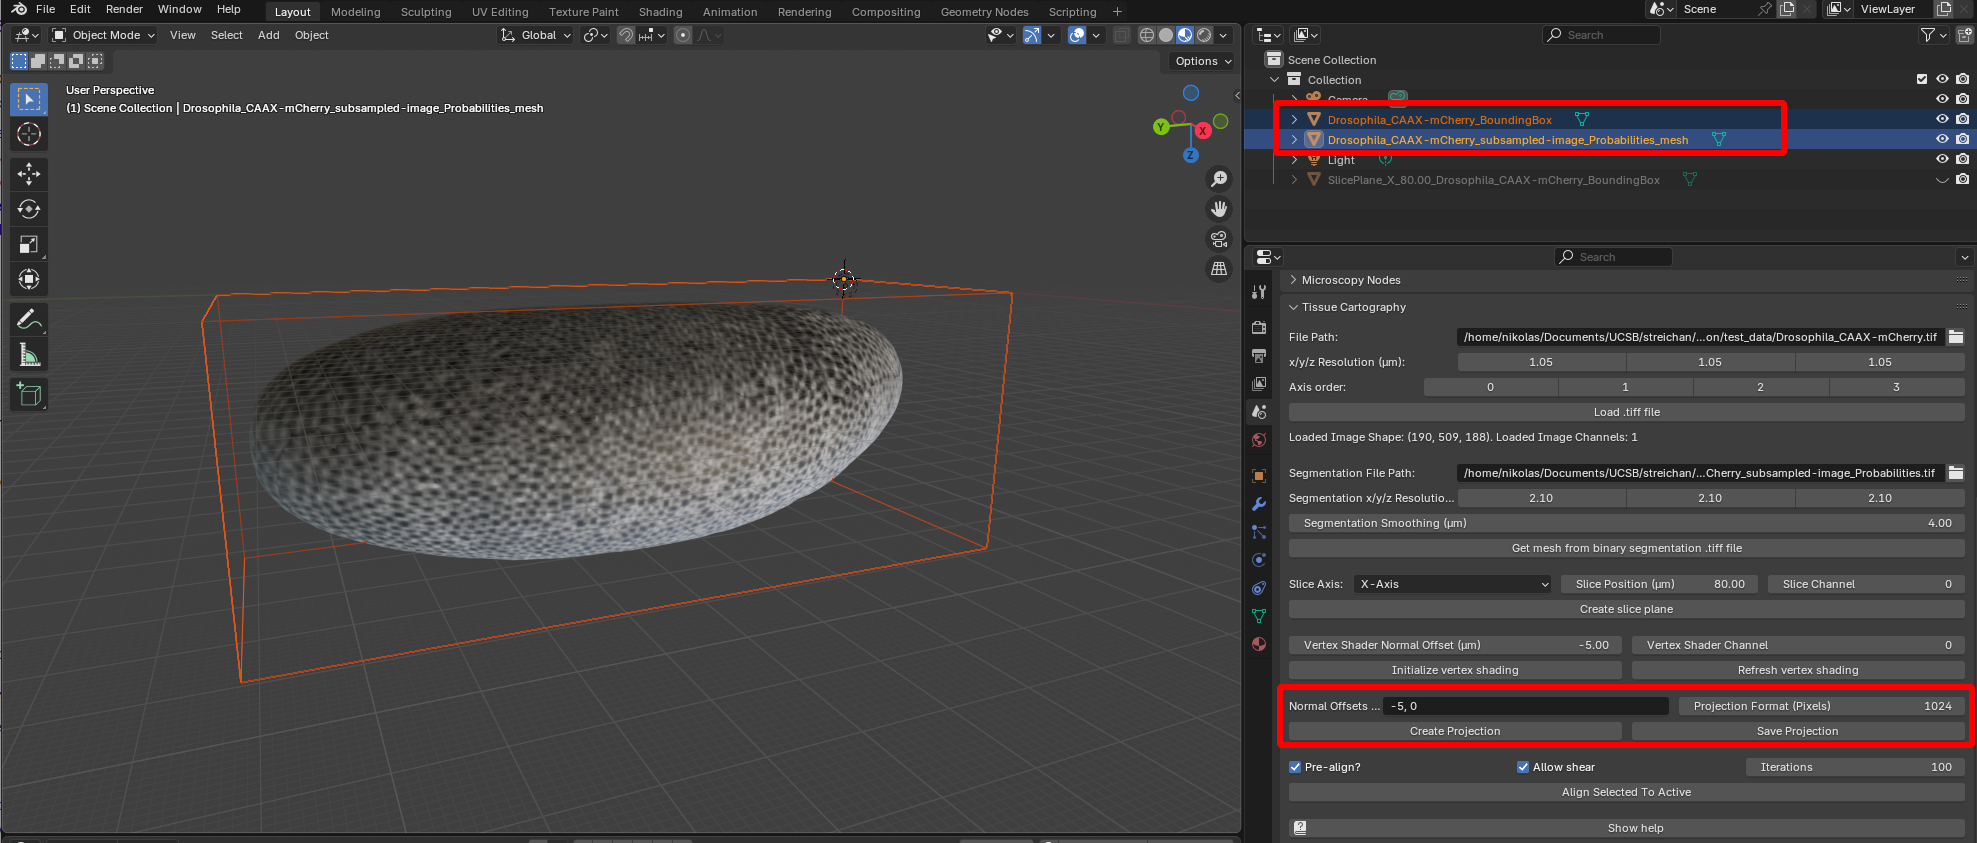 File Edit Render Window Help Layout Modeling Sculpting UV Editing Texture Paint Shading Animation Rendering Compositing Geometry Nodes Scripting + Scene ViewLayer
Object Mode View Select Add Object Global Search
Options
User Perspective
(1) Scene Collection | Drosophila_CAAX-mCherry_subsampled-image_Probabilities_mesh
Y X Z
Scene Collection
Collection
Camera
Drosophila_CAAX-mCherry_BoundingBox
Drosophila_CAAX-mCherry_subsampled-image_Probabilities_mesh
Light
SlicePlane_X_80.00_Drosophila_CAAX-mCherry_BoundingBox
Search
Microscopy Nodes
Tissue Cartography
File Path: /home/nikolas/Documents/UCSB/streichan/...on/test_data/Drosophila_CAAX-mCherry.tif
x/y/z Resolution (µm): 1.05 1.05 1.05
Axis order: 0 1 2 3
Load .tiff file
Loaded Image Shape: (190, 509, 188). Loaded Image Channels: 1
Segmentation File Path: /home/nikolas/Documents/UCSB/streichan/...Cherry_subsampled-image_Probabilities.tif
Segmentation x/y/z Resolutio... 2.10 2.10 2.10
Segmentation Smoothing (µm) 4.00
Get mesh from binary segmentation .tiff file
Slice Axis: X-Axis Slice Position (µm) 80.00 Slice Channel 0
Create slice plane
Vertex Shader Normal Offset (µm) -5.00 Vertex Shader Channel 0
Initialize vertex shading Refresh vertex shading
Normal Offsets ... -5, 0 Projection Format (Pixels) 1024
Create Projection Save Projection
Pre-align? Allow shear Iterations 100
Align Selected To Active
Show help